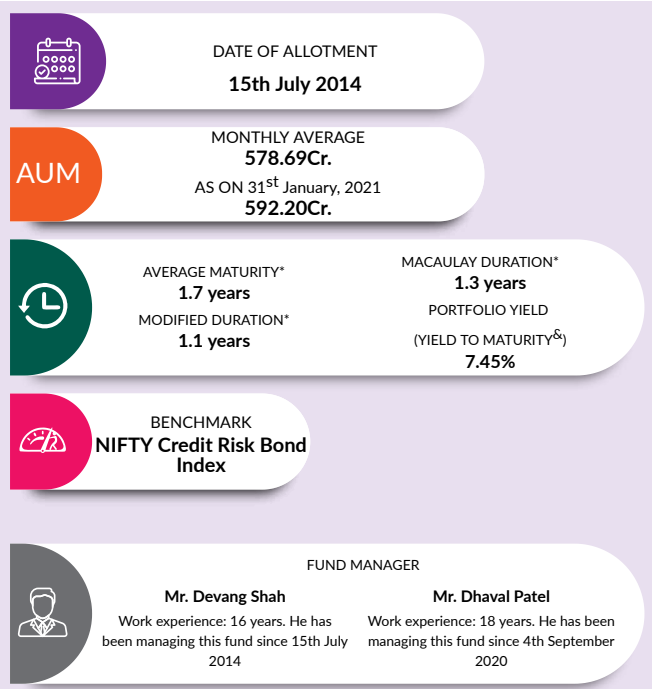 DATE OF ALLOTMENT
15th July 2014
AUM
MONTHLY AVERAGE
578.69Cr.
AS ON 31st January, 2021
592.20Cr.
AVERAGE MATURITY*
1.7 years
MODIFIED DURATION*
1.1 years
MACAULAY DURATION*
1.3 years
PORTFOLIO YIELD
(YIELD TO MATURITY&)
7.45%
BENCHMARK
NIFTY Credit Risk Bond
Index
FUND MANAGER
Mr. Devang Shah
Work experience: 16 years. He has
been managing this fund since 15th July
2014
Mr. Dhaval Patel
Work experience: 18 years. He has been
managing this fund since 4th September
2020